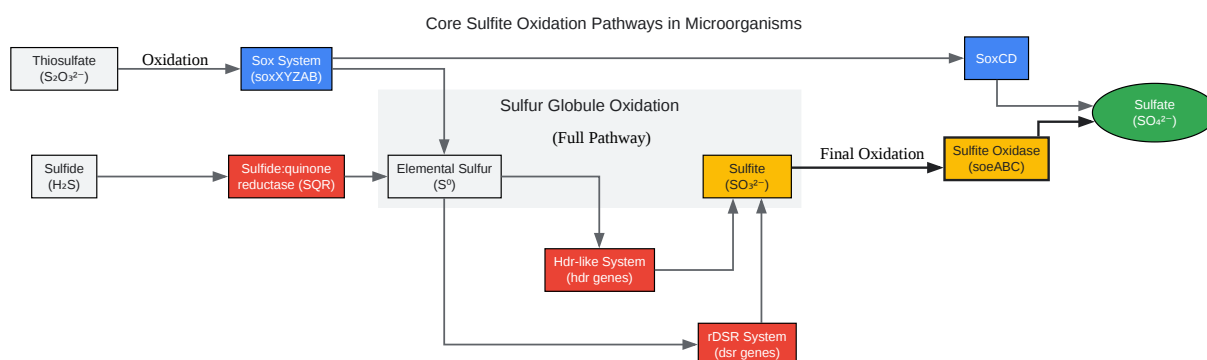 Core Sulfite Oxidation Pathways in Microorganisms
Thiosulfate
(S₂O₃²⁻)
Oxidation
Sox System
(soxXYZAB)
SoxCD
Sulfate
(SO₄²⁻)
Sulfur Globule Oxidation
(Full Pathway)
Sulfide
(H₂S)
Sulfide:quinone
reductase (SQR)
Elemental Sulfur
(S⁰)
Sulfite
(SO₃²⁻)
Final Oxidation
Sulfite Oxidase
(soeABC)
Hdr-like System
(hdr genes)
rDSR System
(dsr genes)